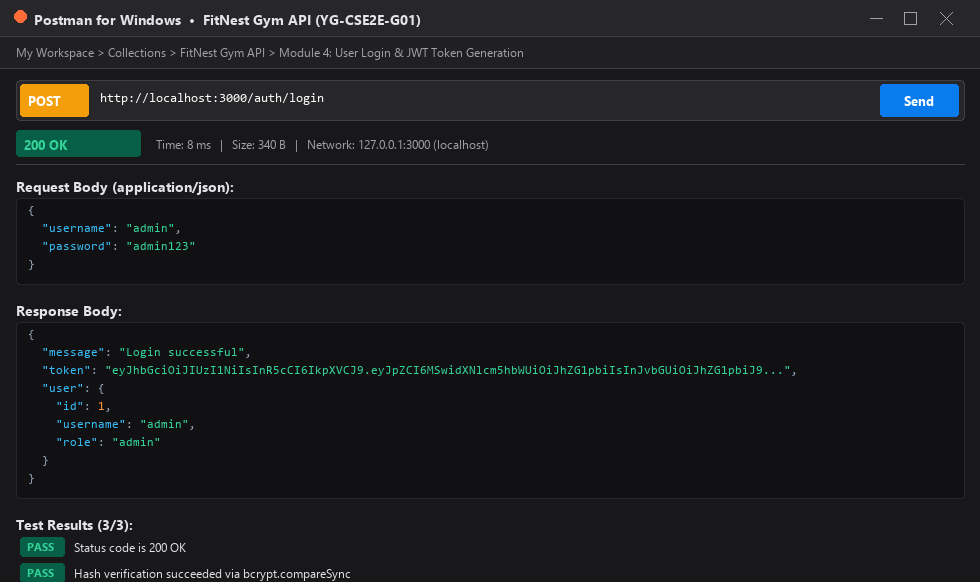 Postman for Windows • FitNest Gym API (YG-CSE2E-G01)
My Workspace > Collections > FitNest Gym API > Module 4: User Login & JWT Token Generation
POST http://localhost:3000/auth/login Send
200 OK Time: 8 ms | Size: 340 B | Network: 127.0.0.1:3000 (localhost)
Request Body (application/json):
{
  "username": "admin",
  "password": "admin123"
}
Response Body:
{
  "message": "Login successful",
  "token": "eyJhbGciOiJIUzI1NiIsInR5cCI6IkpXVCJ9.eyJpZCI6MSwidXNlcm5hbWUiOiJhZG1pbiIsInJvbGUiOiJhZG1pbiJ9...",
  "user": {
    "id": 1,
    "username": "admin",
    "role": "admin"
  }
}
Test Results (3/3):
PASS Status code is 200 OK
PASS Hash verification succeeded via bcrypt.compareSync